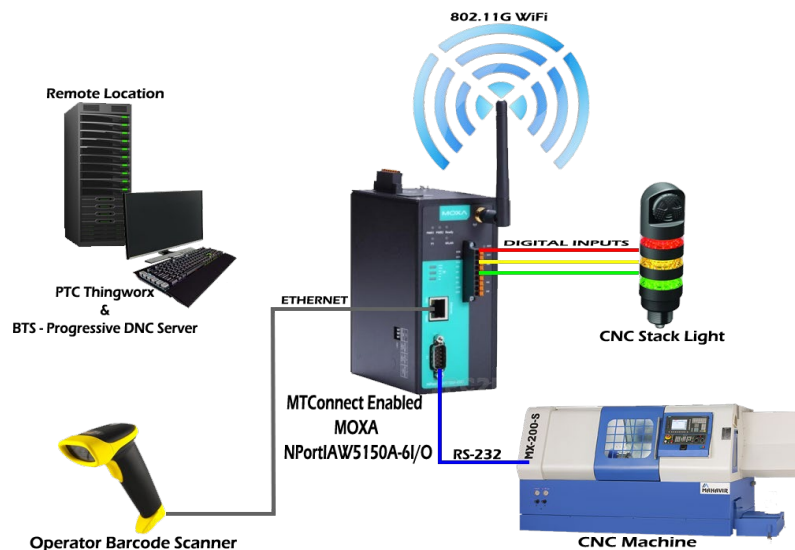 802.11G WiFi
Remote Location
PTC Thingworx
&
BTS - Progressive DNC Server
MOXA
DIGITAL INPUTS
ETHERNET
CNC Stack Light
MTConnect Enabled
MOXA
NPortIAW5150A-6I/O
RS-232
MX-200-S
MAHAVIR
Operator Barcode Scanner
CNC Machine